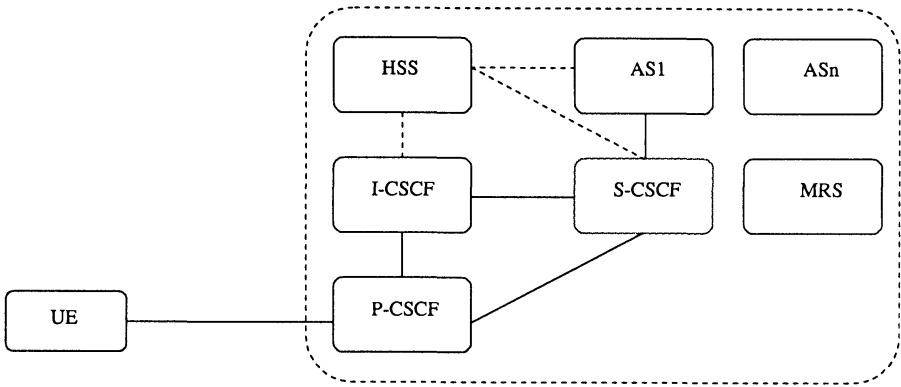 HSS
AS1
ASn
I-CSCF
S-CSCF
MRS
P-CSCF
UE